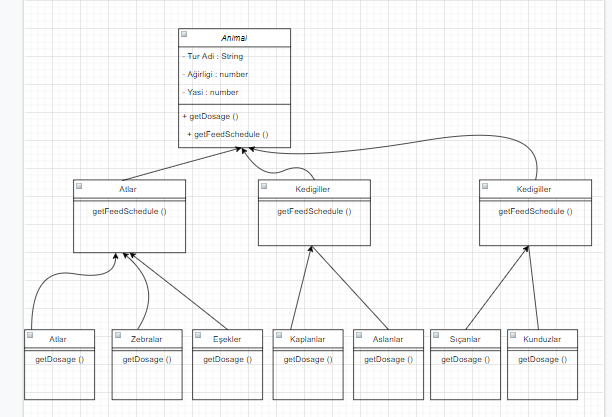 Animal
- Tur Adi : String
- Ağirligi : number
- Yasi : number
+ getDosage ()
+ getFeedSchedule ()
Atlar
getFeedSchedule ()
Kedigiller
getFeedSchedule ()
Kedigiller
getFeedSchedule ()
Atlar
getDosage ()
Zebralar
getDosage ()
Eşekler
getDosage ()
Kaplanlar
getDosage ()
Aslanlar
getDosage ()
Sıçanlar
getDosage ()
Kunduzlar
getDosage ()